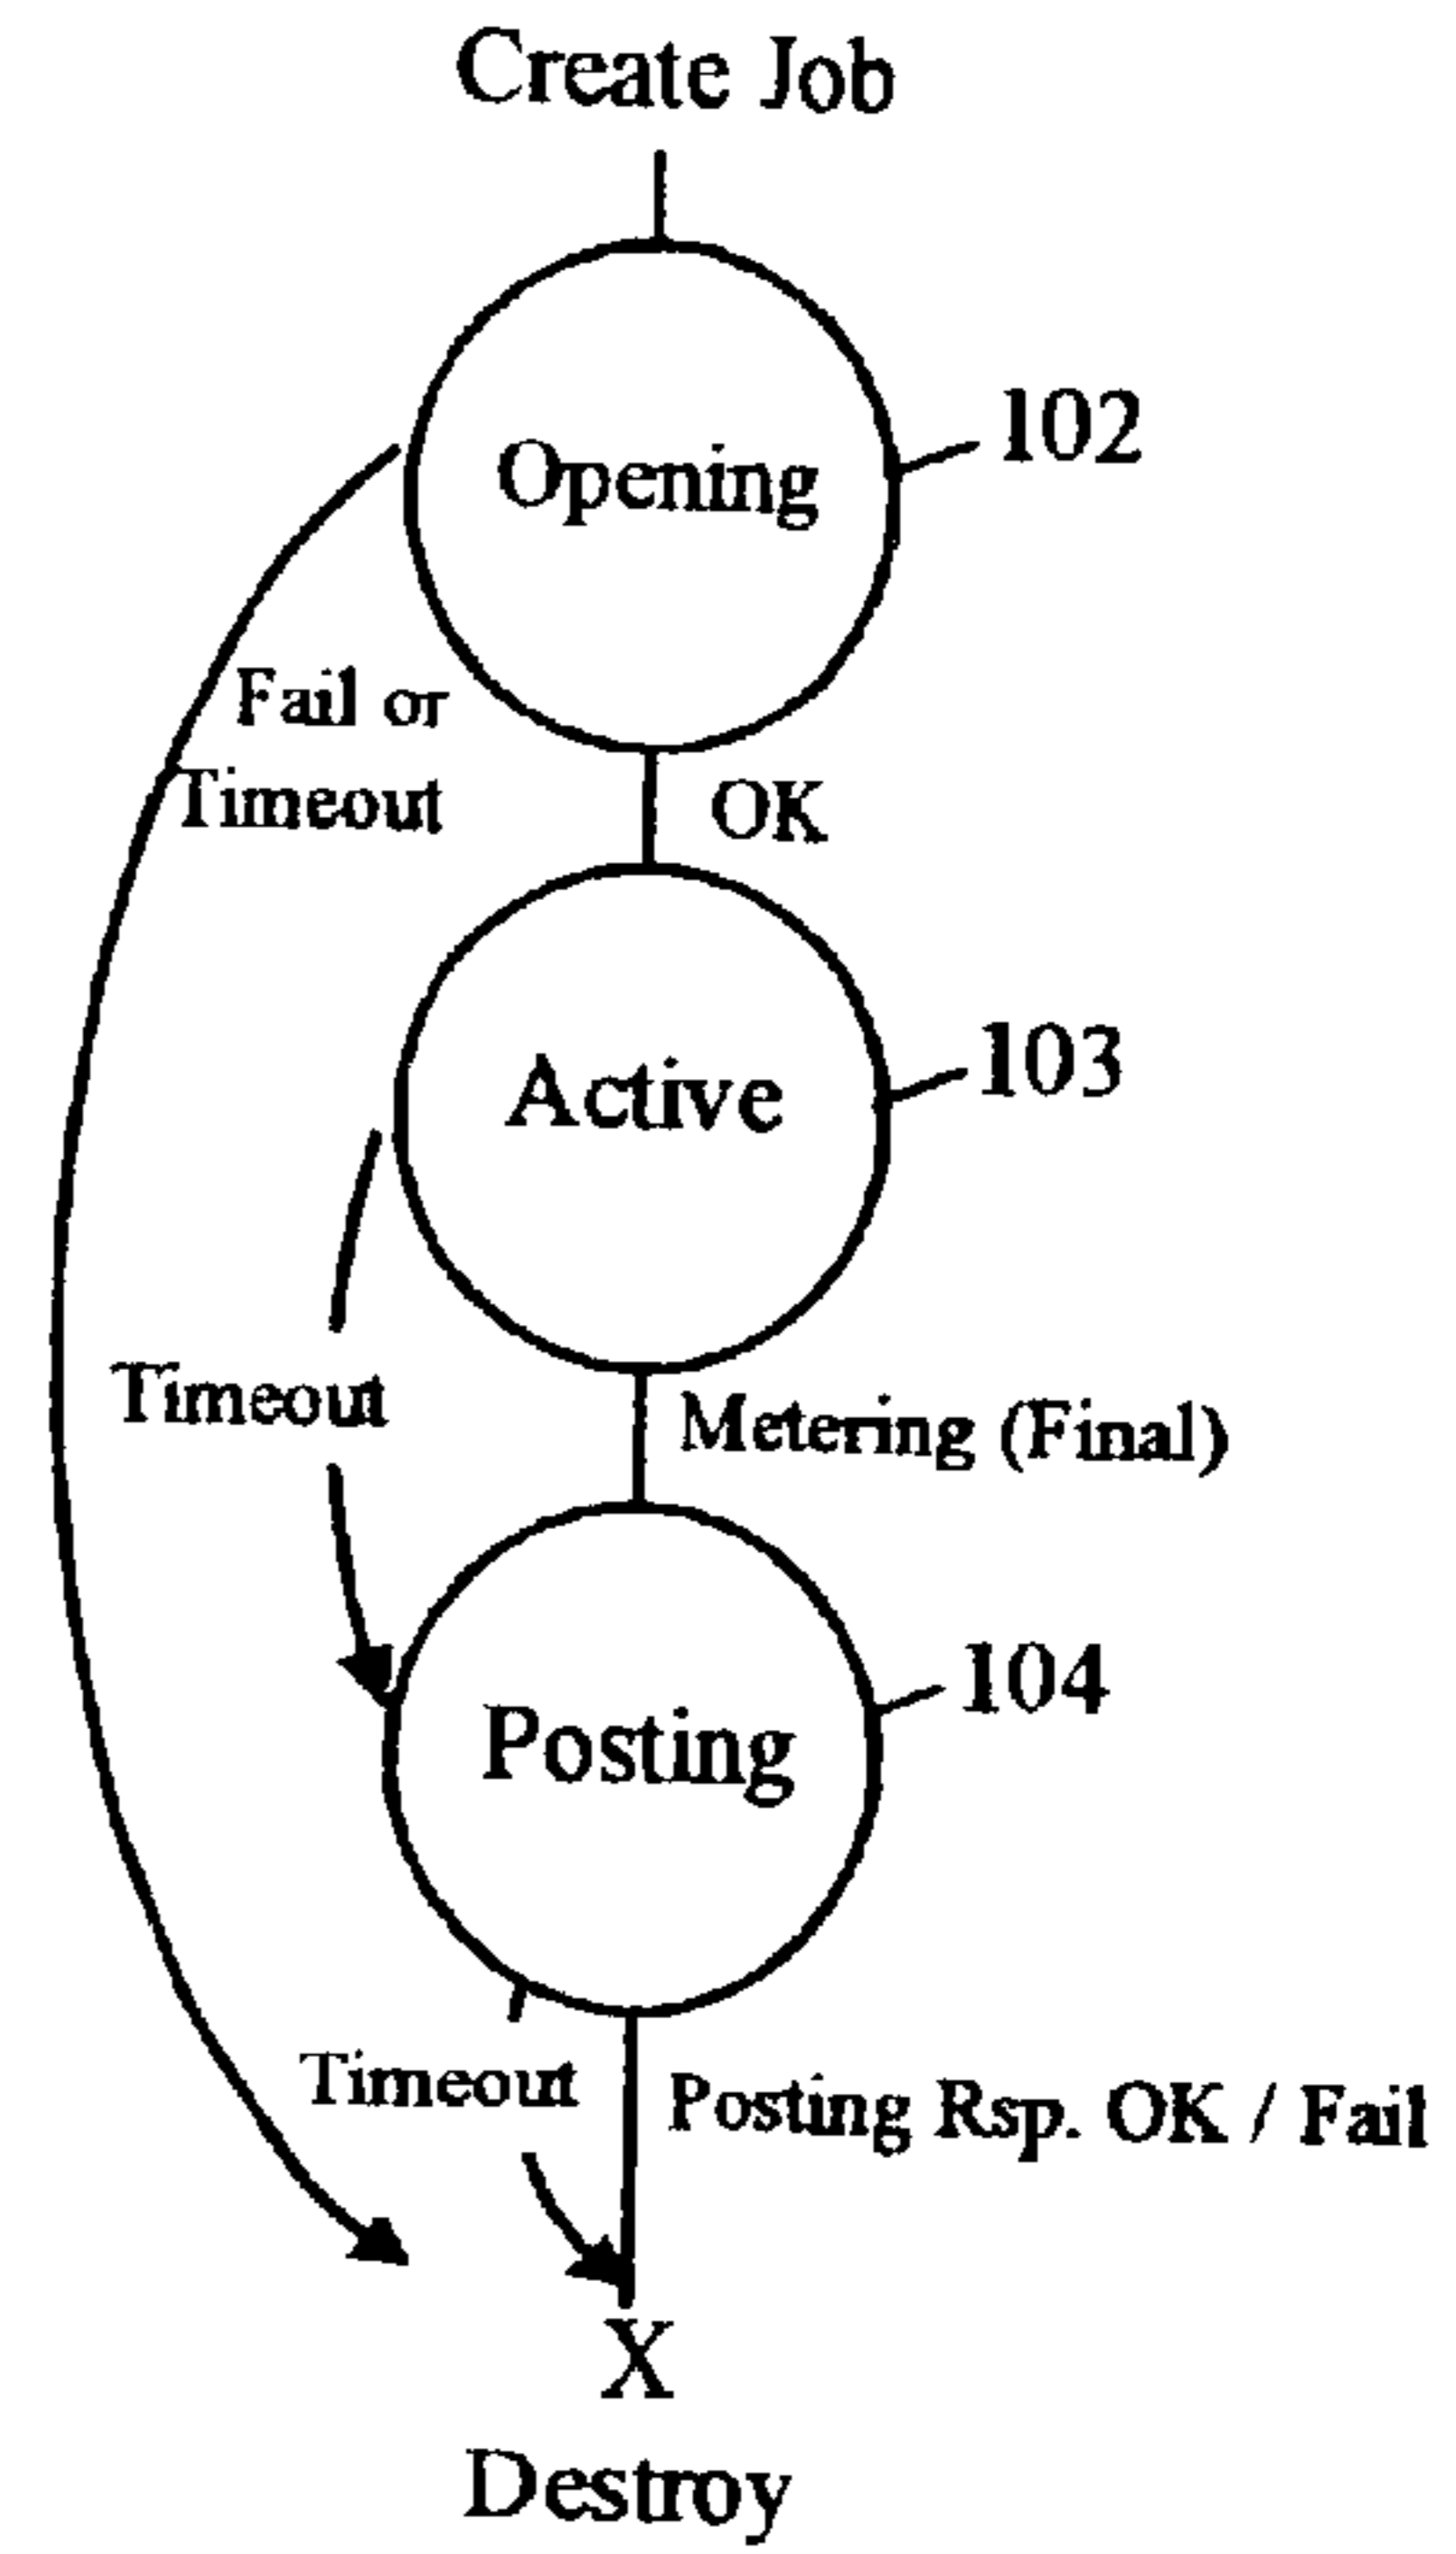 Create Job
102
Opening
Fail or
Timeout
OK
103
Active
Timeout
Metering (Final)
104
Posting
Timeout
Posting Rsp. OK / Fail
X
Destroy